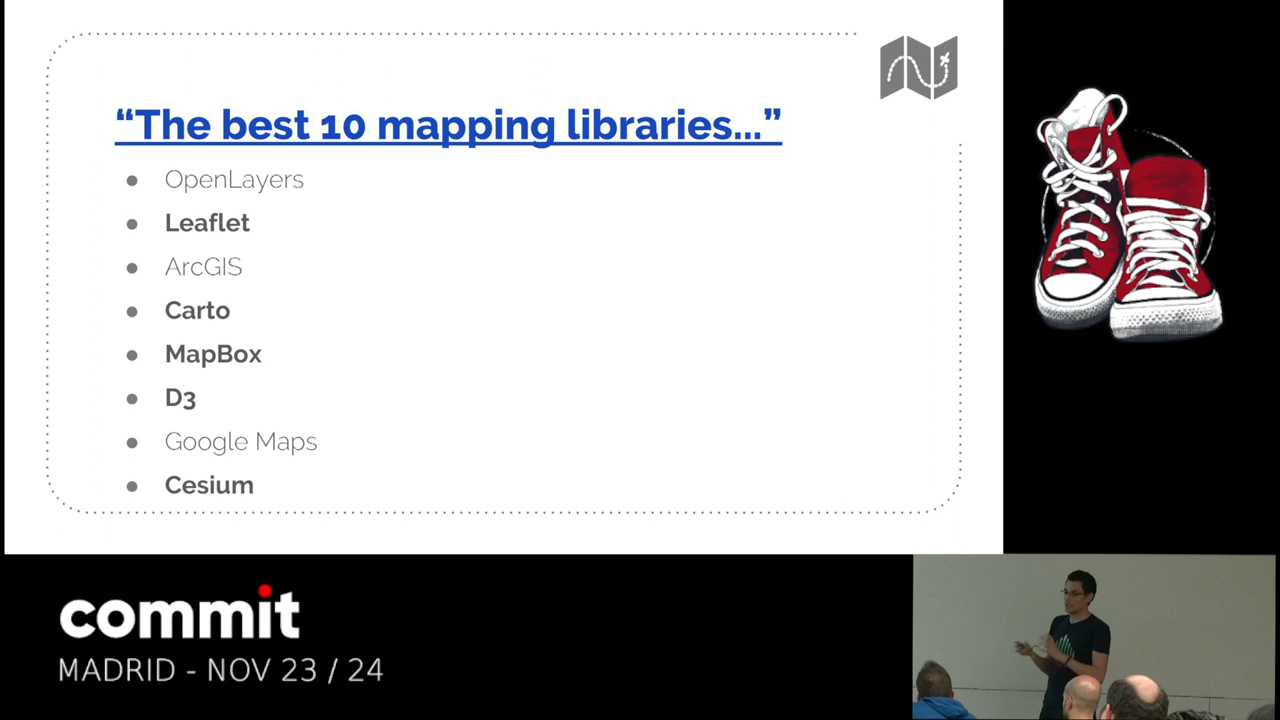 “The best 10 mapping libraries...”
OpenLayers
Leaflet
ArcGIS
Carto
MapBox
D3
Google Maps
Cesium
commit
MADRID - NOV 23 / 24